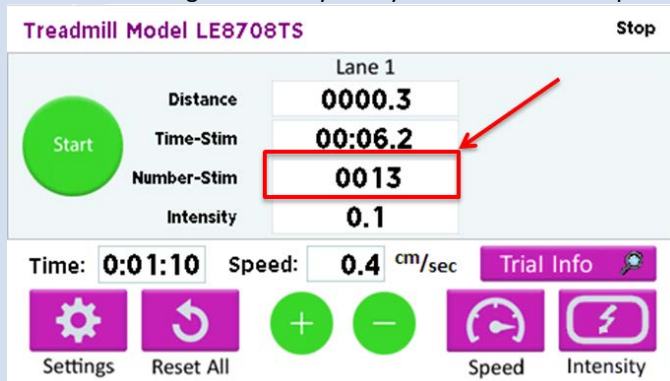 Treadmill Model LE8708TS Stop
Lane 1
Distance 0000.3
Start
Time-Stim 00:06.2
Number-Stim 0013
Intensity 0.1
Time: 0:01:10 Speed: 0.4 cm/sec Trial Info
+ −
Settings Reset All Speed Intensity